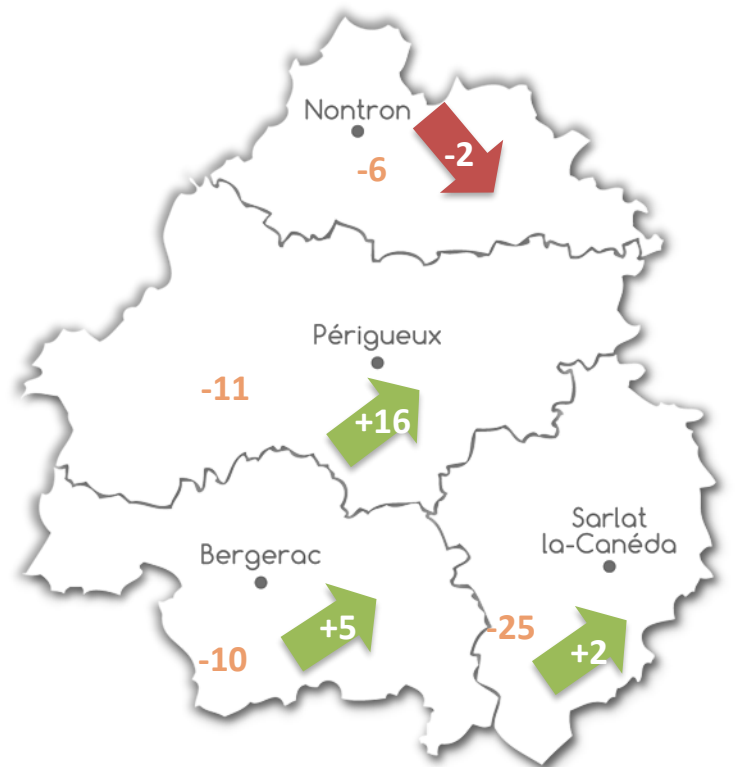 Nontron
-2
-6
Périgueux
-11
+16
Sarlat
la-Canéda
Bergerac
+5
-10
-25
+2